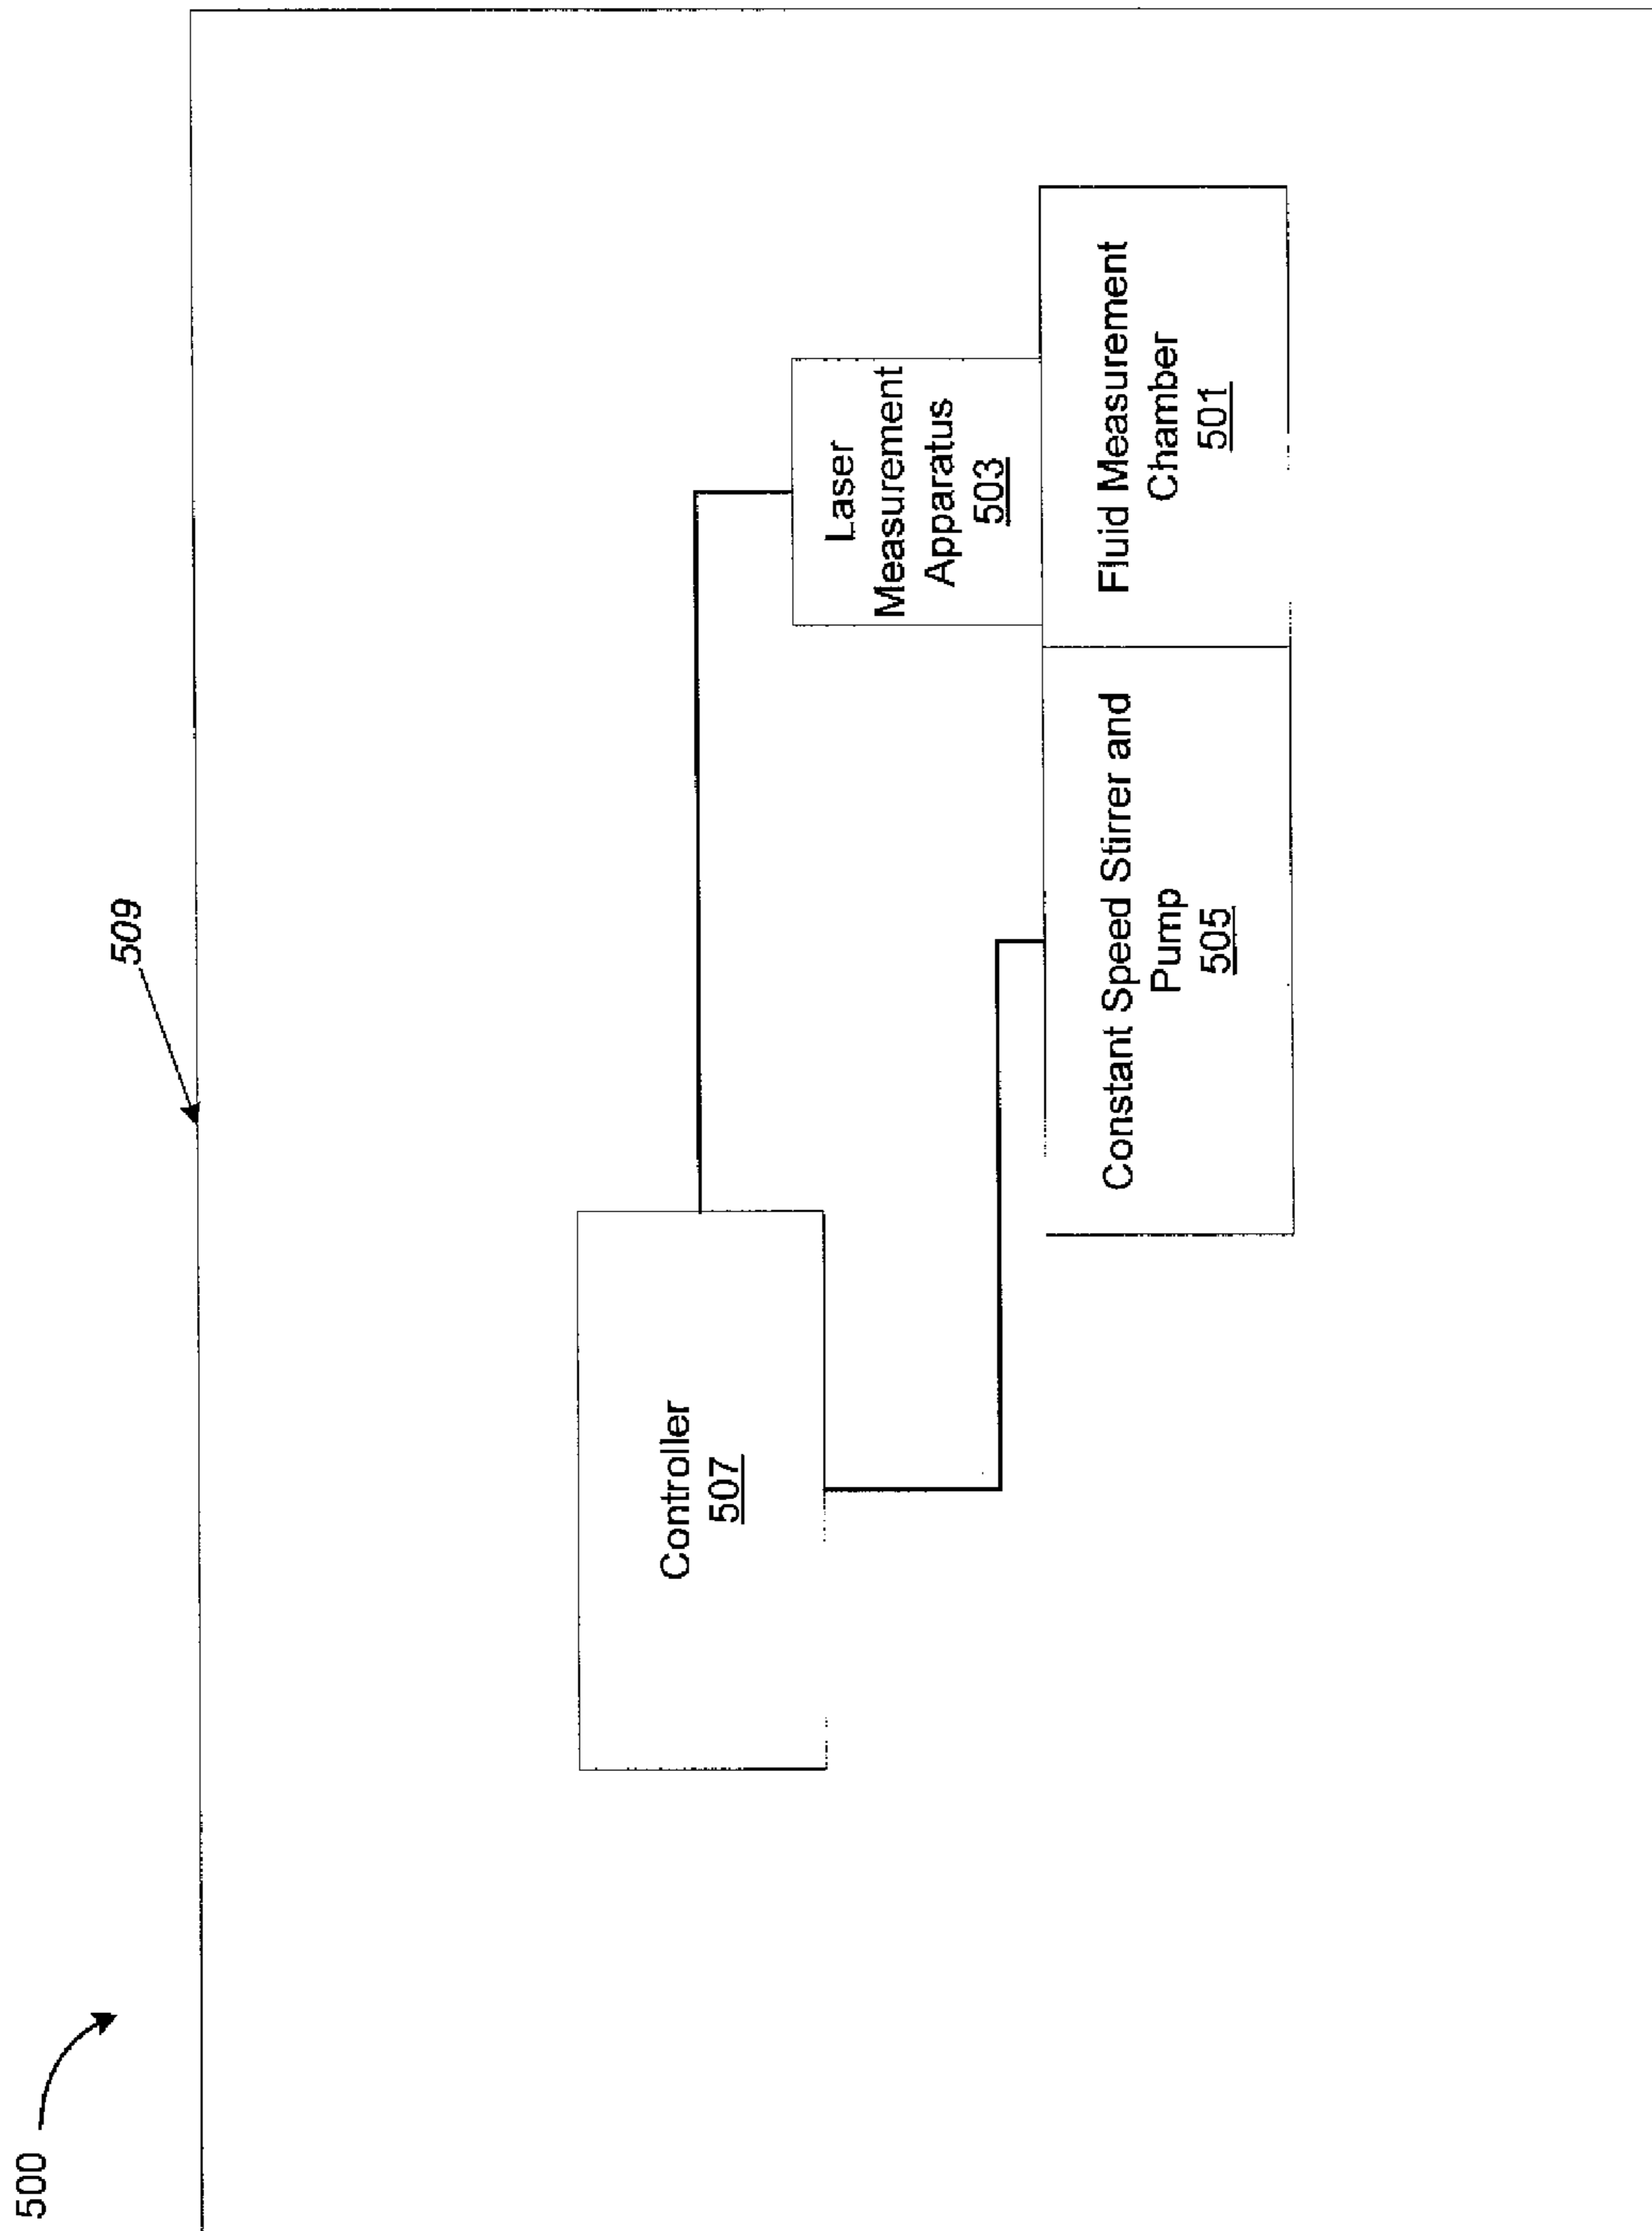 500
509
Controller
507
Laser
Measurement
Apparatus
503
Constant Speed Stirrer and
Pump
505
Fluid Measurement
Chamber
501